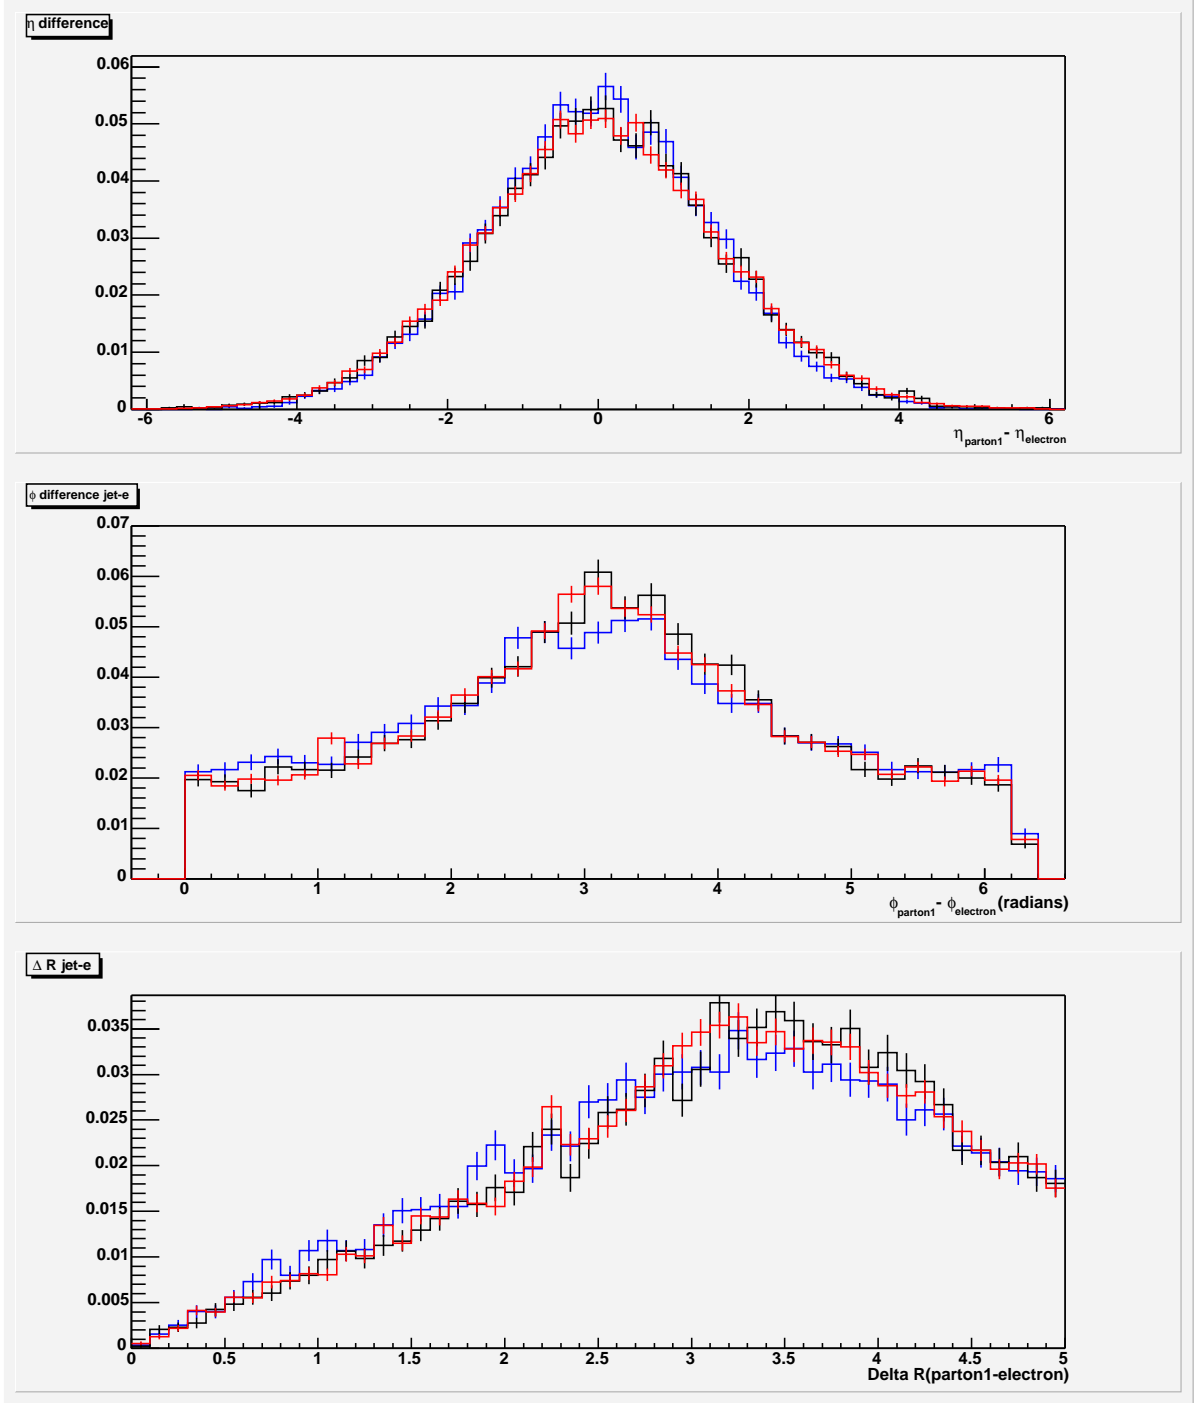 η difference
0.06
0.05
0.04
0.03
0.02
0.01
0
-6 -4 -2 0 2 4 6
η_parton1 - η_electron
ϕ difference jet-e
0.07
0.06
0.05
0.04
0.03
0.02
0.01
0
0 1 2 3 4 5 6
ϕ_parton1 - ϕ_electron (radians)
Δ R jet-e
0.035
0.03
0.025
0.02
0.015
0.01
0.005
0
0 0.5 1 1.5 2 2.5 3 3.5 4 4.5 5
Delta R(parton1-electron)